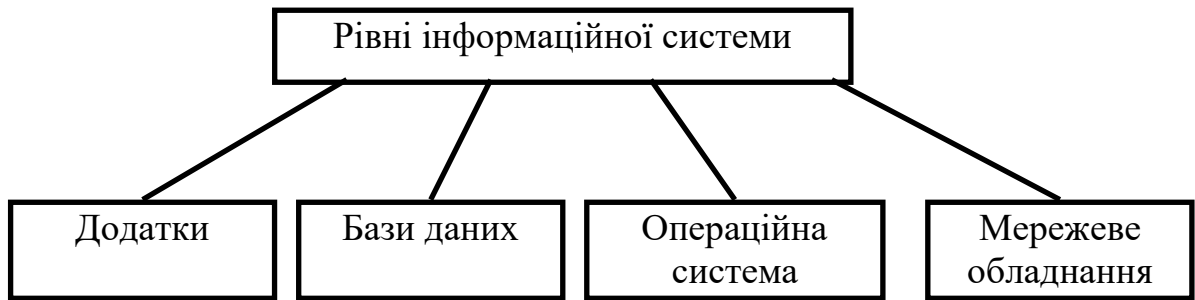 Рівні інформаційної системи
Додатки
Бази даних
Операційна
система
Мережеве
обладнання